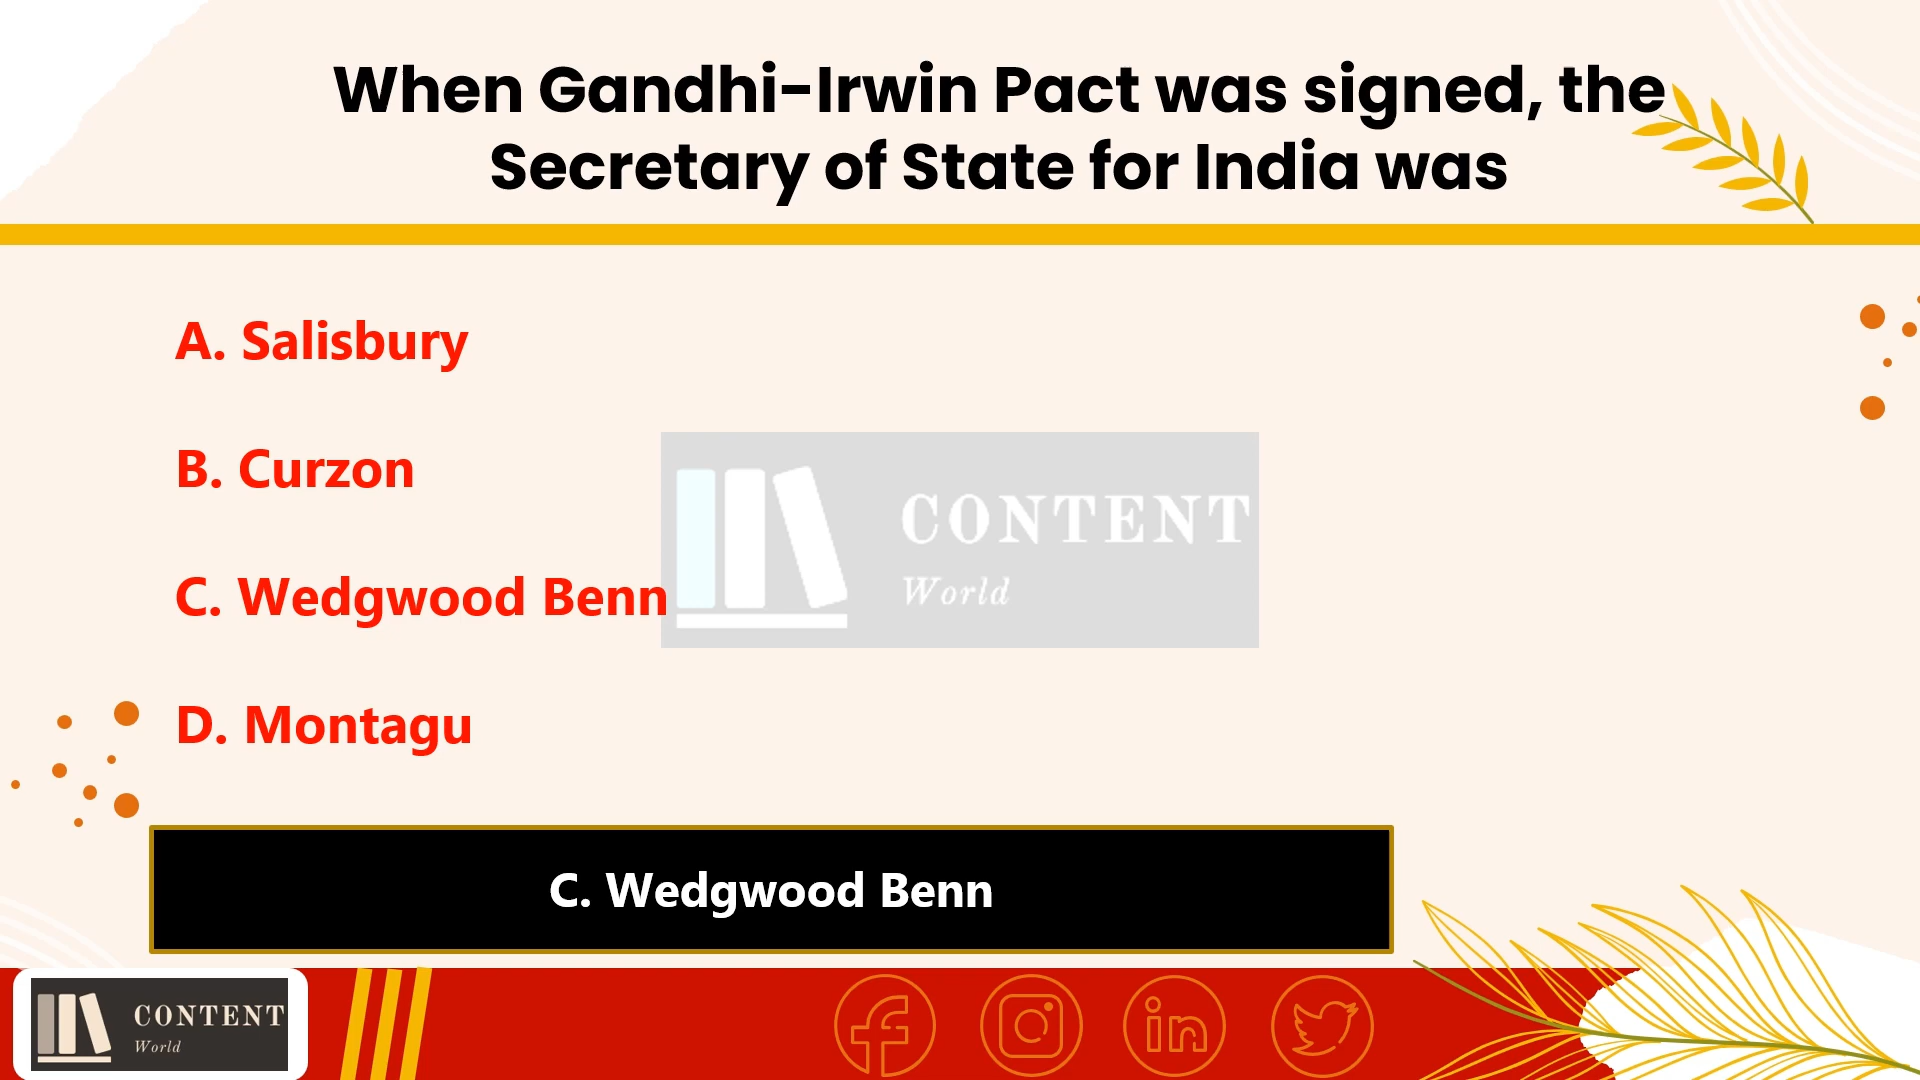 When Gandhi-Irwin Pact was signed, the
Secretary of State for India was
A. Salisbury
B. Curzon
CONTENT
World
C. Wedgwood Benn
D. Montagu
C. Wedgwood Benn
CONTENT
World